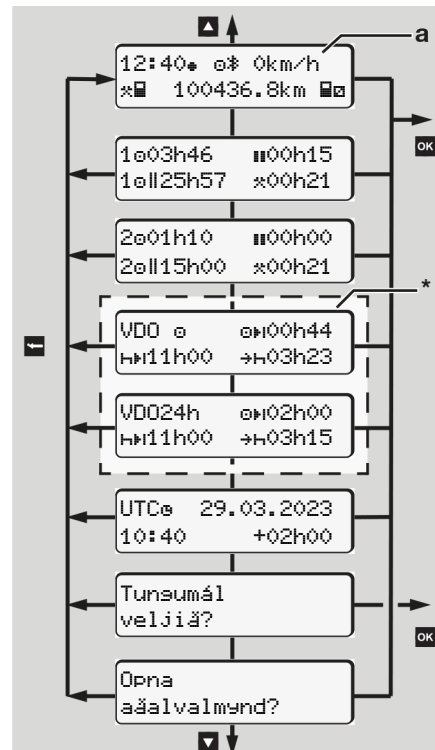 a
12:40 0km/h
100436.8km
OK
1 03h46 00h15
1 25h57 00h21
2 01h10 00h00
2 15h00 00h21
*
VDO 00h44
11h00 03h23
VDO24h 02h00
11h00 03h15
UTC 29.03.2023
10:40 +02h00
Tungumál
veljið?
OK
Opna
aðalvalmynd?